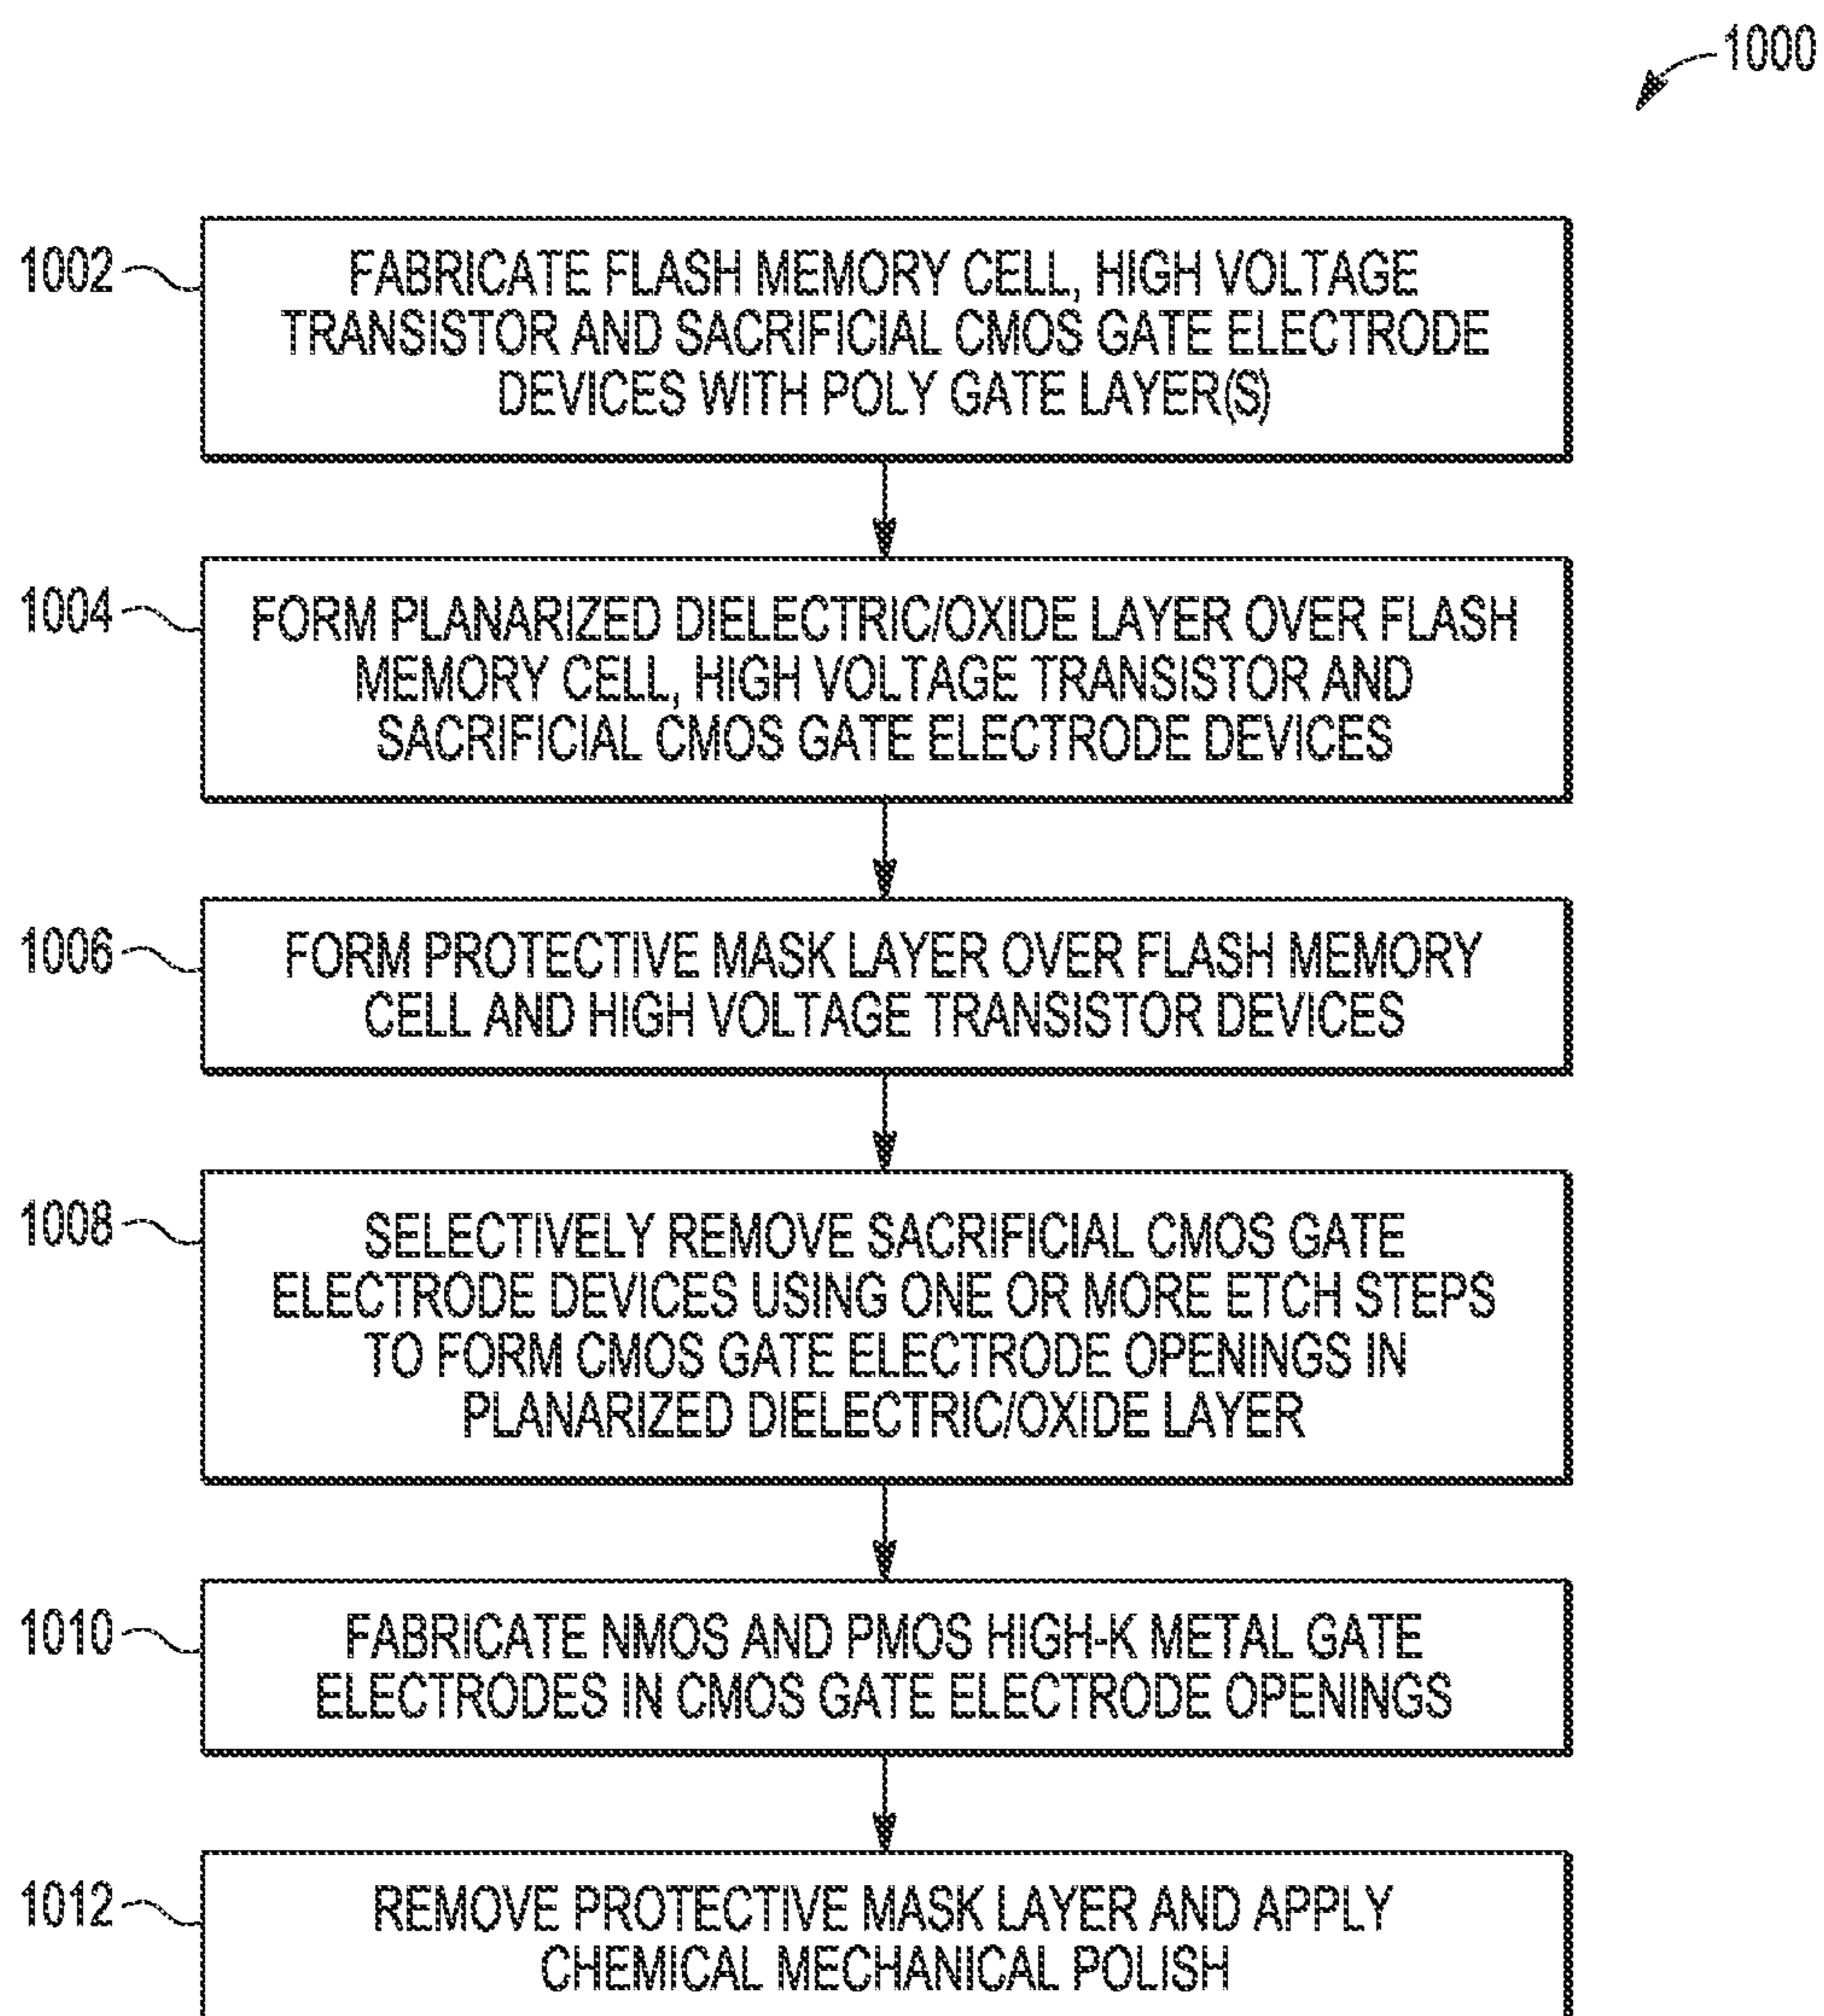 1000
1002
FABRICATE FLASH MEMORY CELL, HIGH VOLTAGE
TRANSISTOR AND SACRIFICIAL CMOS GATE ELECTRODE
DEVICES WITH POLY GATE LAYER(S)
1004
FORM PLANARIZED DIELECTRIC/OXIDE LAYER OVER FLASH
MEMORY CELL, HIGH VOLTAGE TRANSISTOR AND
SACRIFICIAL CMOS GATE ELECTRODE DEVICES
1006
FORM PROTECTIVE MASK LAYER OVER FLASH MEMORY
CELL AND HIGH VOLTAGE TRANSISTOR DEVICES
1008
SELECTIVELY REMOVE SACRIFICIAL CMOS GATE
ELECTRODE DEVICES USING ONE OR MORE ETCH STEPS
TO FORM CMOS GATE ELECTRODE OPENINGS IN
PLANARIZED DIELECTRIC/OXIDE LAYER
1010
FABRICATE NMOS AND PMOS HIGH-K METAL GATE
ELECTRODES IN CMOS GATE ELECTRODE OPENINGS
1012
REMOVE PROTECTIVE MASK LAYER AND APPLY
CHEMICAL MECHANICAL POLISH